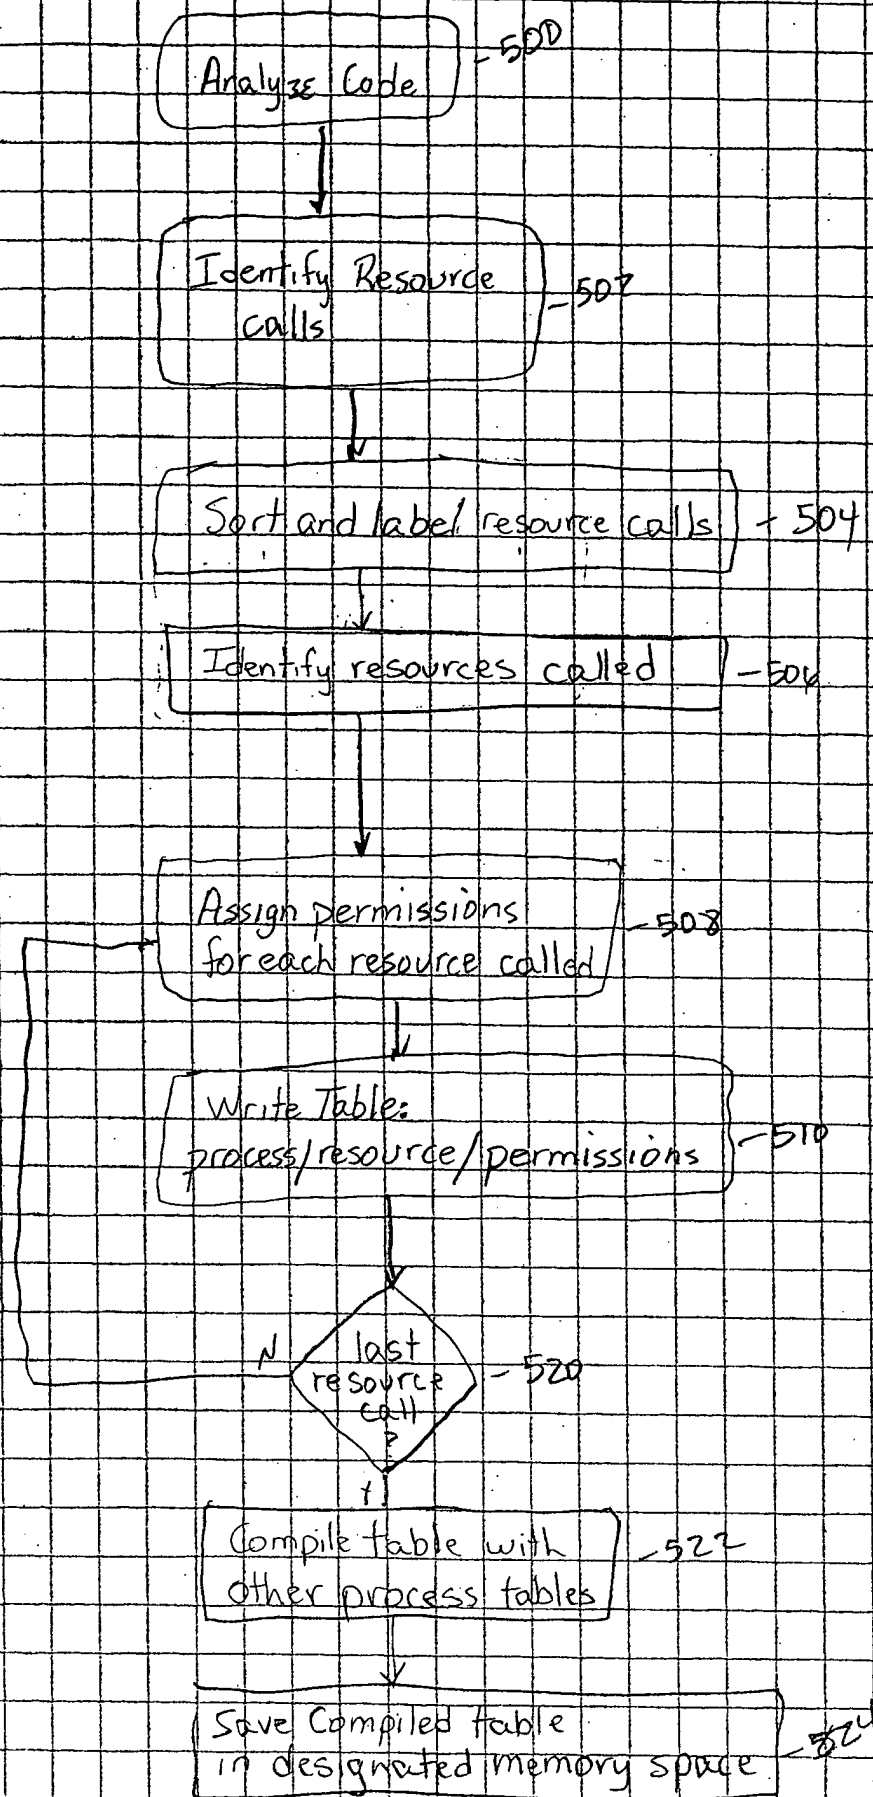 Analyze Code
-500
Identify Resource
calls
-502
Sort and label resource calls
-504
Identify resources called
-506
Assign permissions
for each resource called
-508
Write Table:
process/resource/permissions
-510
last
resource
call
?
-520
N
Y
Compile table with
other process tables
-522
Save Compiled table
in designated memory space
-524